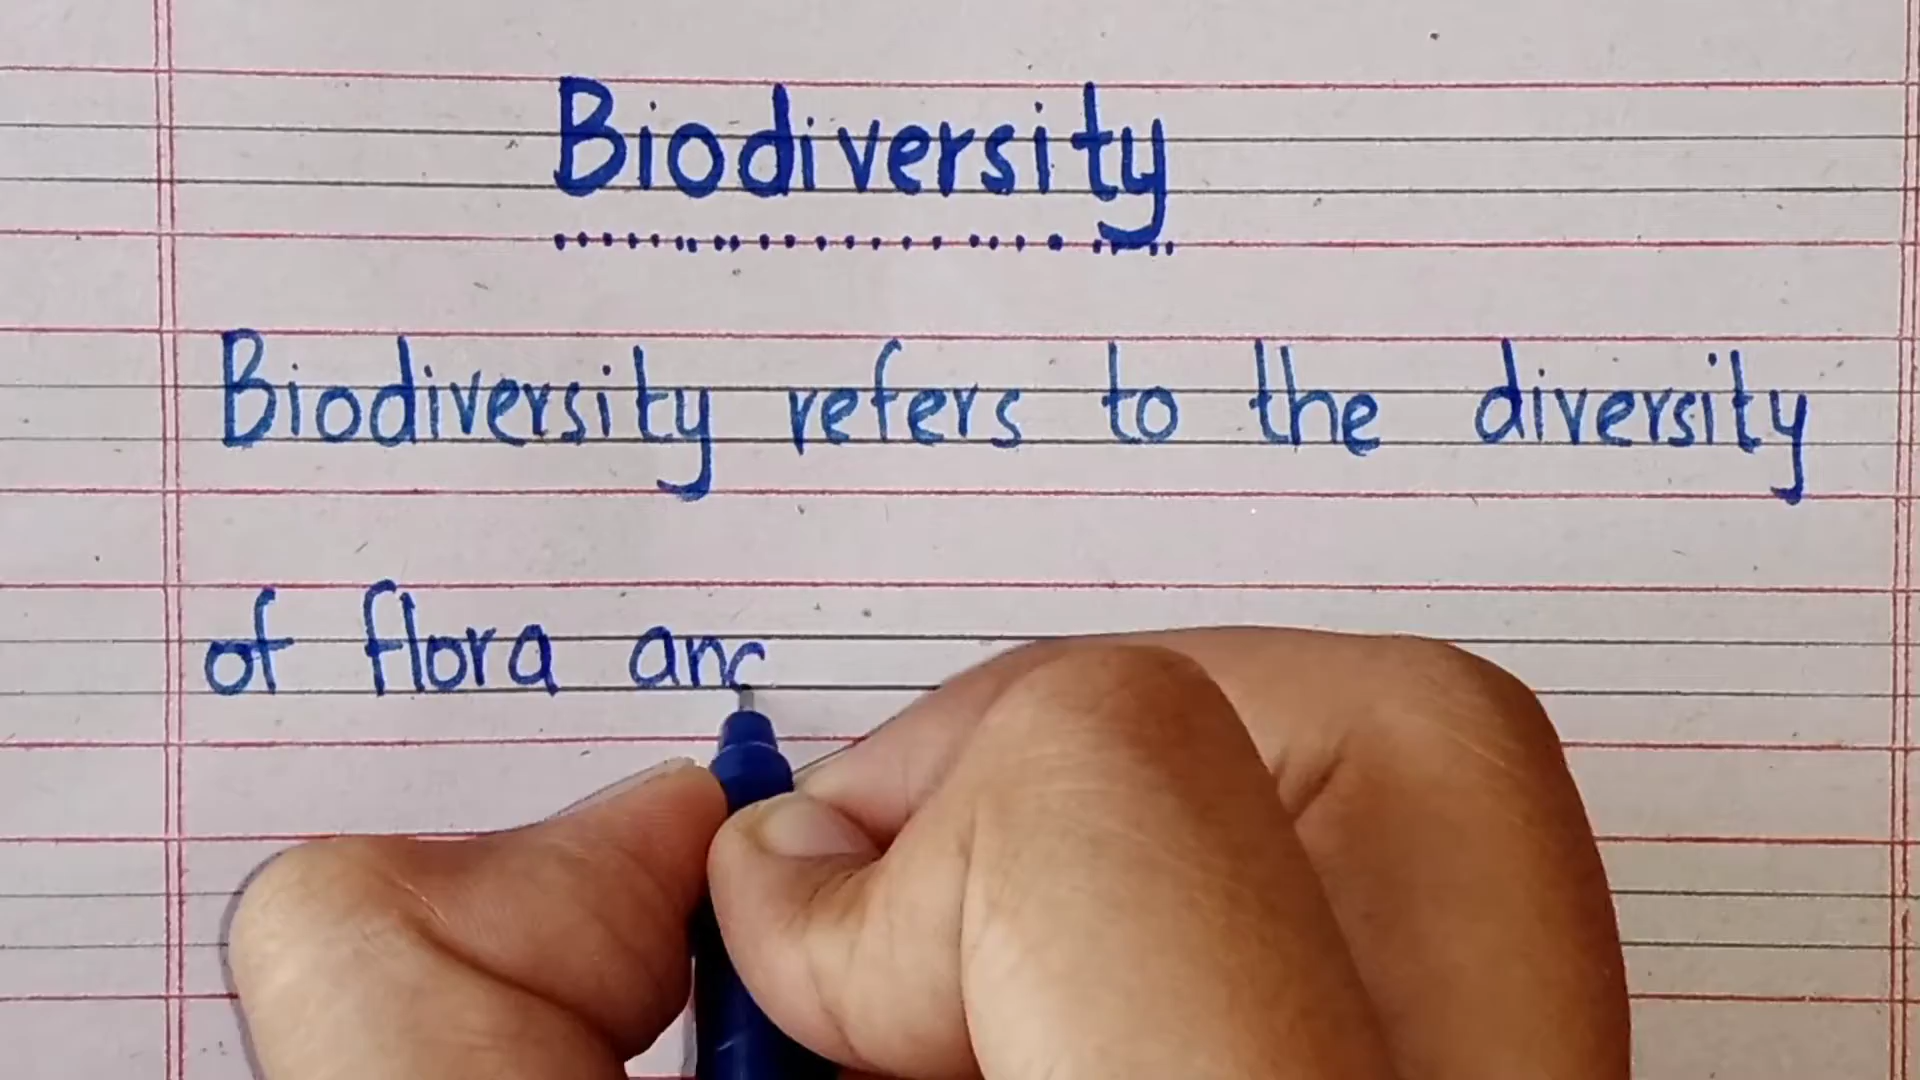 Biodiversity
Biodiversity refers to the diversity
of flora